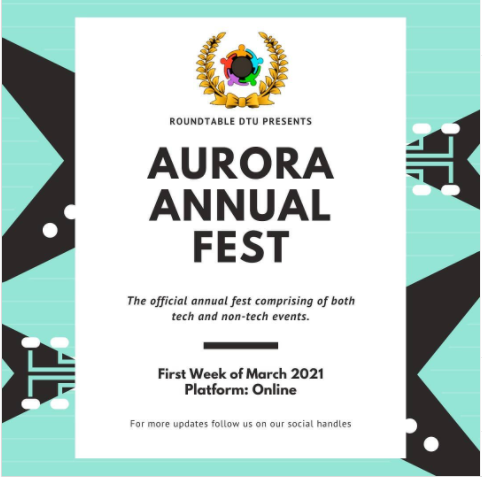 ROUNDTABLE DTU PRESENTS
AURORA
ANNUAL
FEST
The official annual fest comprising of both
tech and non-tech events.
First Week of March 2021
Platform: Online
For more updates follow us on our social handles